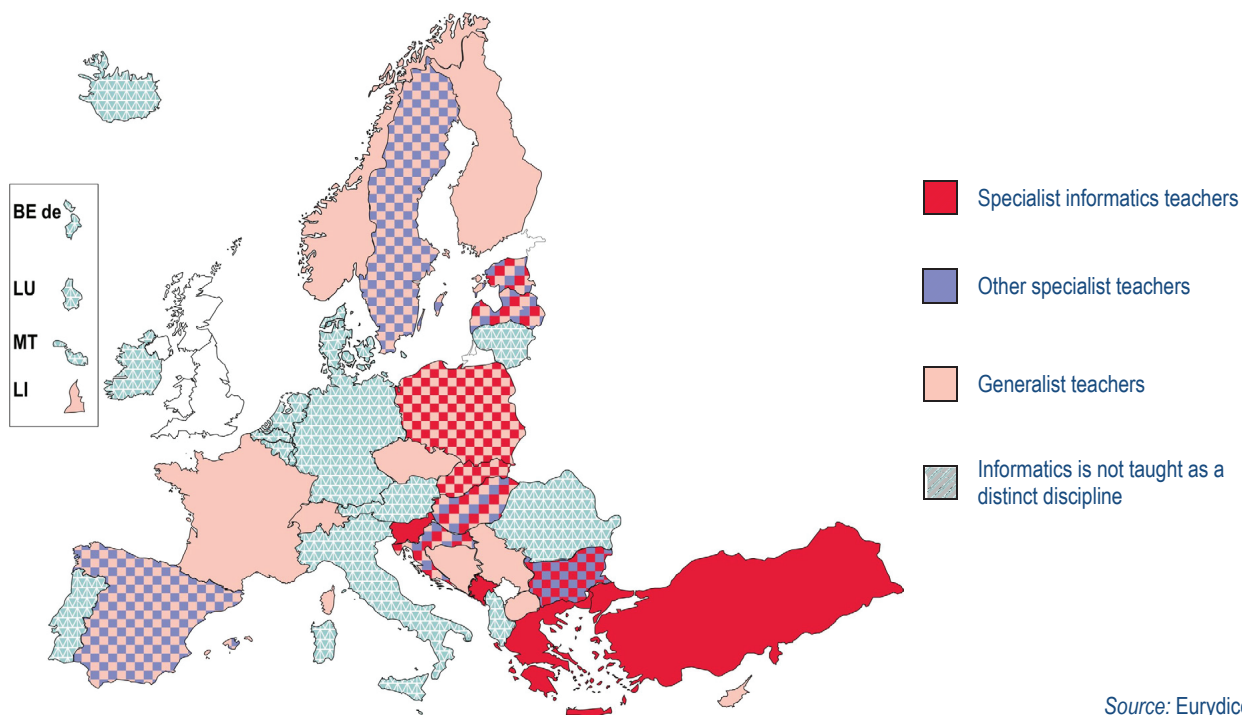 BE de
LU
MT
LI
Specialist informatics teachers
Other specialist teachers
Generalist teachers
Informatics is not taught as a
distinct discipline
Source: Eurydice